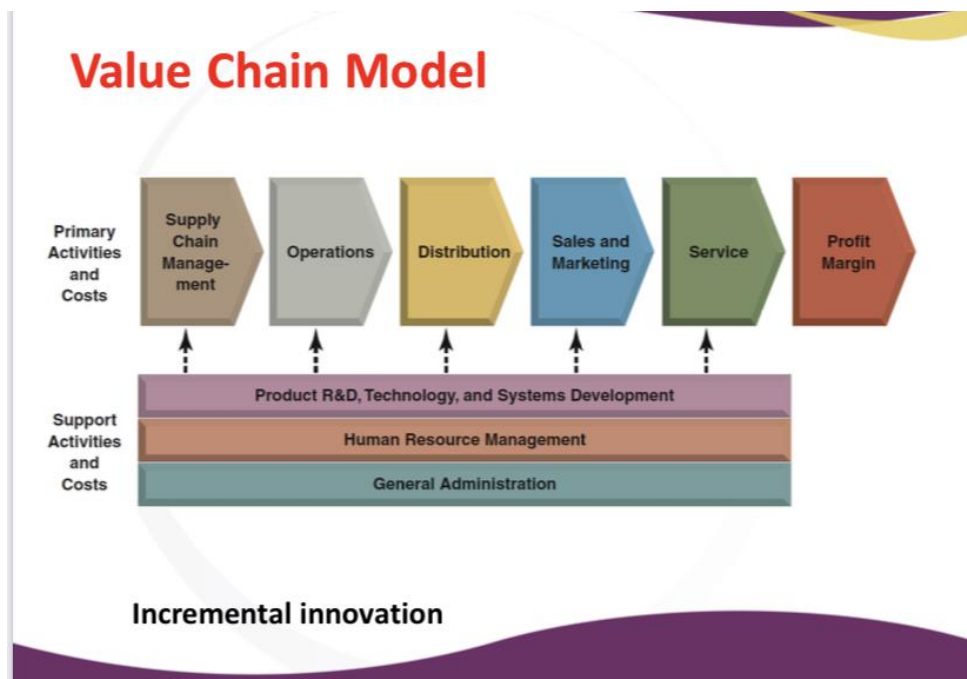 Value Chain Model
Primary
Activities
and
Costs
Supply
Chain
Manage-
ment
Operations
Distribution
Sales and
Marketing
Service
Profit
Margin
Support
Activities
and
Costs
Product R&D, Technology, and Systems Development
Human Resource Management
General Administration
Incremental innovation